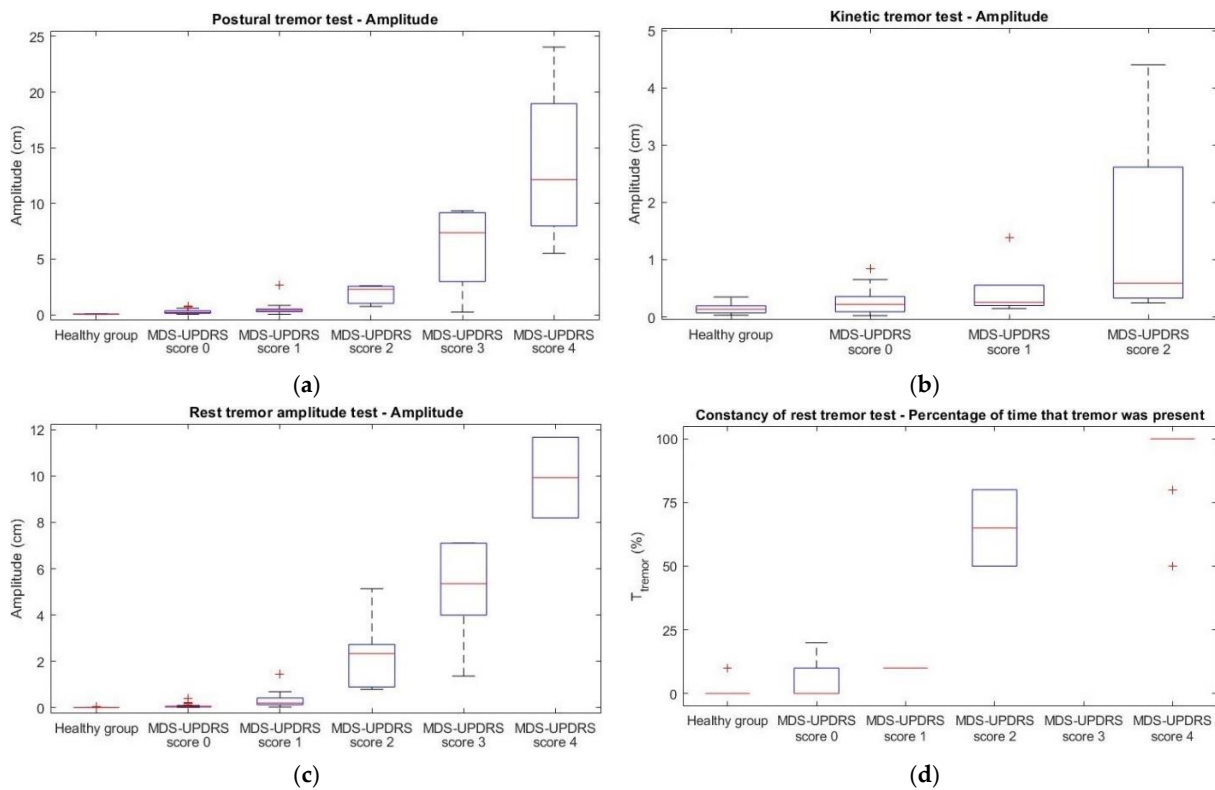 Postural tremor test - Amplitude
25
20
15
10
5
0
Amplitude (cm)
Healthy group
MDS-UPDRS score 0
MDS-UPDRS score 1
MDS-UPDRS score 2
MDS-UPDRS score 3
MDS-UPDRS score 4
(a)
Kinetic tremor test - Amplitude
5
4
3
2
1
0
Amplitude (cm)
Healthy group
MDS-UPDRS score 0
MDS-UPDRS score 1
MDS-UPDRS score 2
(b)
Rest tremor amplitude test - Amplitude
12
10
8
6
4
2
0
Amplitude (cm)
Healthy group
MDS-UPDRS score 0
MDS-UPDRS score 1
MDS-UPDRS score 2
MDS-UPDRS score 3
MDS-UPDRS score 4
(c)
Constancy of rest tremor test - Percentage of time that tremor was present
100
75
50
25
0
T tremor (%)
Healthy group
MDS-UPDRS score 0
MDS-UPDRS score 1
MDS-UPDRS score 2
MDS-UPDRS score 3
MDS-UPDRS score 4
(d)